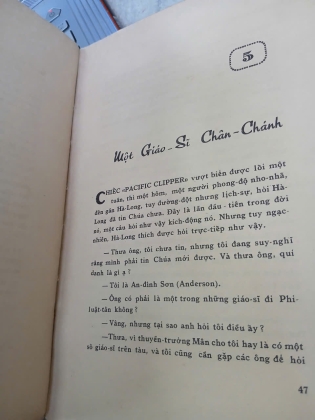 5
Một Giáo-Sĩ Chân-Chánh
CHIẾC «PACIFIC CLIPPER» vượt biển được lối một
tuần, thì một hôm, một người phong-độ nho-nhã,
đến gần Hà-Long, tuy đường-đột nhưng lịch-sự, hỏi Hà-
Long đã tin Chúa chưa. Đây là lần đầu tiên trong đời
nó, một câu hỏi như vậy kích-động nó. Nhưng tuy ngạc-
nhiên, Hà-Long thích được hỏi trực-tiếp như vậy.
—Thưa ông, tôi chưa tin, nhưng tôi đang suy-nghĩ
rằng mình phải tin Chúa mới được. Và thưa ông, quí
danh là gì ạ?
— Tôi là An-đình Sơn (Anderson).
—Ông có phải là một trong những giáo-sĩ đi Phi-
luật-tân không?
—Vâng, nhưng tại sao anh hỏi tôi điều ấy?
—Thưa, vì thuyền-trưởng Mân cho tôi hay là có một
số giáo-sĩ trên tàu, và tôi cũng cần gặp các ông để hỏi
47